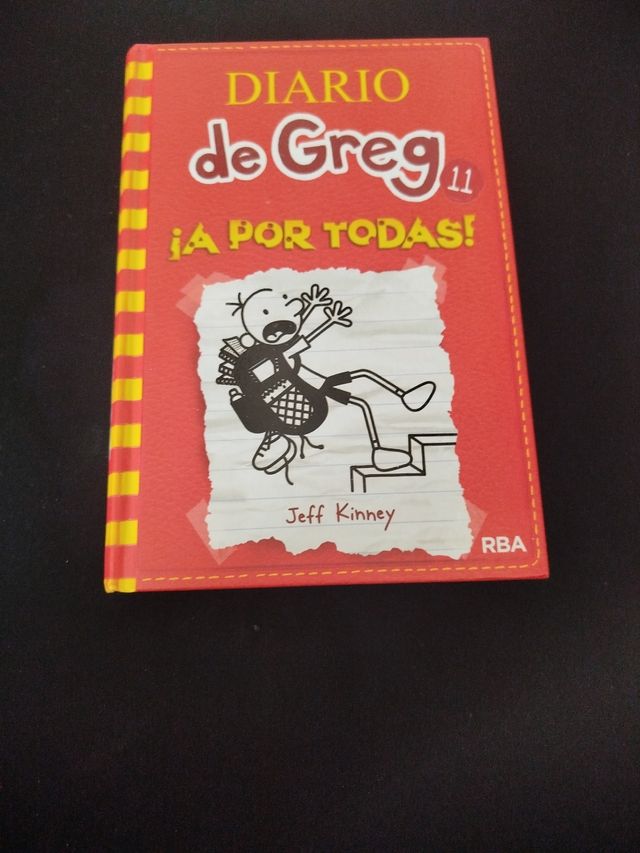 DIARIO
de Greg 11
¡A POR TODAS!
Jeff Kinney
RBA